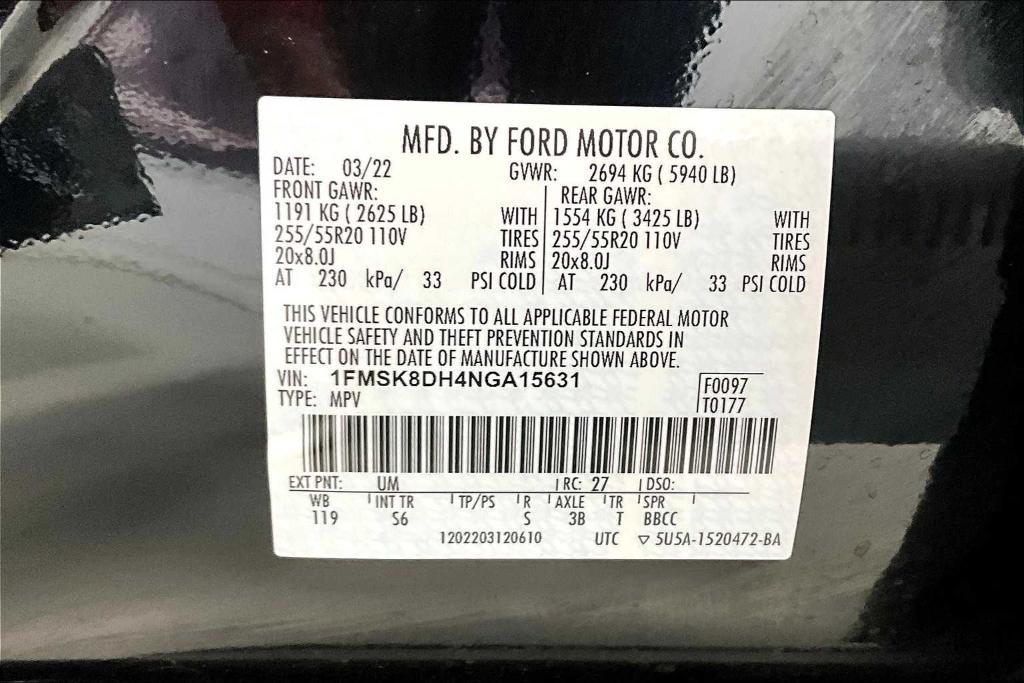 MFD. BY FORD MOTOR CO.
DATE: 03/22 GVWR: 2694 KG ( 5940 LB)
FRONT GAWR: REAR GAWR:
1191 KG ( 2625 LB) WITH 1554 KG ( 3425 LB) WITH
255/55R20 110V TIRES 255/55R20 110V TIRES
20x8.0J RIMS 20x8.0J RIMS
AT 230 kPa/ 33 PSI COLD AT 230 kPa/ 33 PSI COLD
THIS VEHICLE CONFORMS TO ALL APPLICABLE FEDERAL MOTOR
VEHICLE SAFETY AND THEFT PREVENTION STANDARDS IN
EFFECT ON THE DATE OF MANUFACTURE SHOWN ABOVE.
VIN: 1FMSK8DH4NGA15631 F0097
TYPE: MPV T0177
EXT PNT: UM RC: 27 DSO:
WB INT TR TP/PS R AXLE TR SPR
119 S6 S 3B T BBCC
1202203120610 UTC ▽ 5U5A-1520472-BA